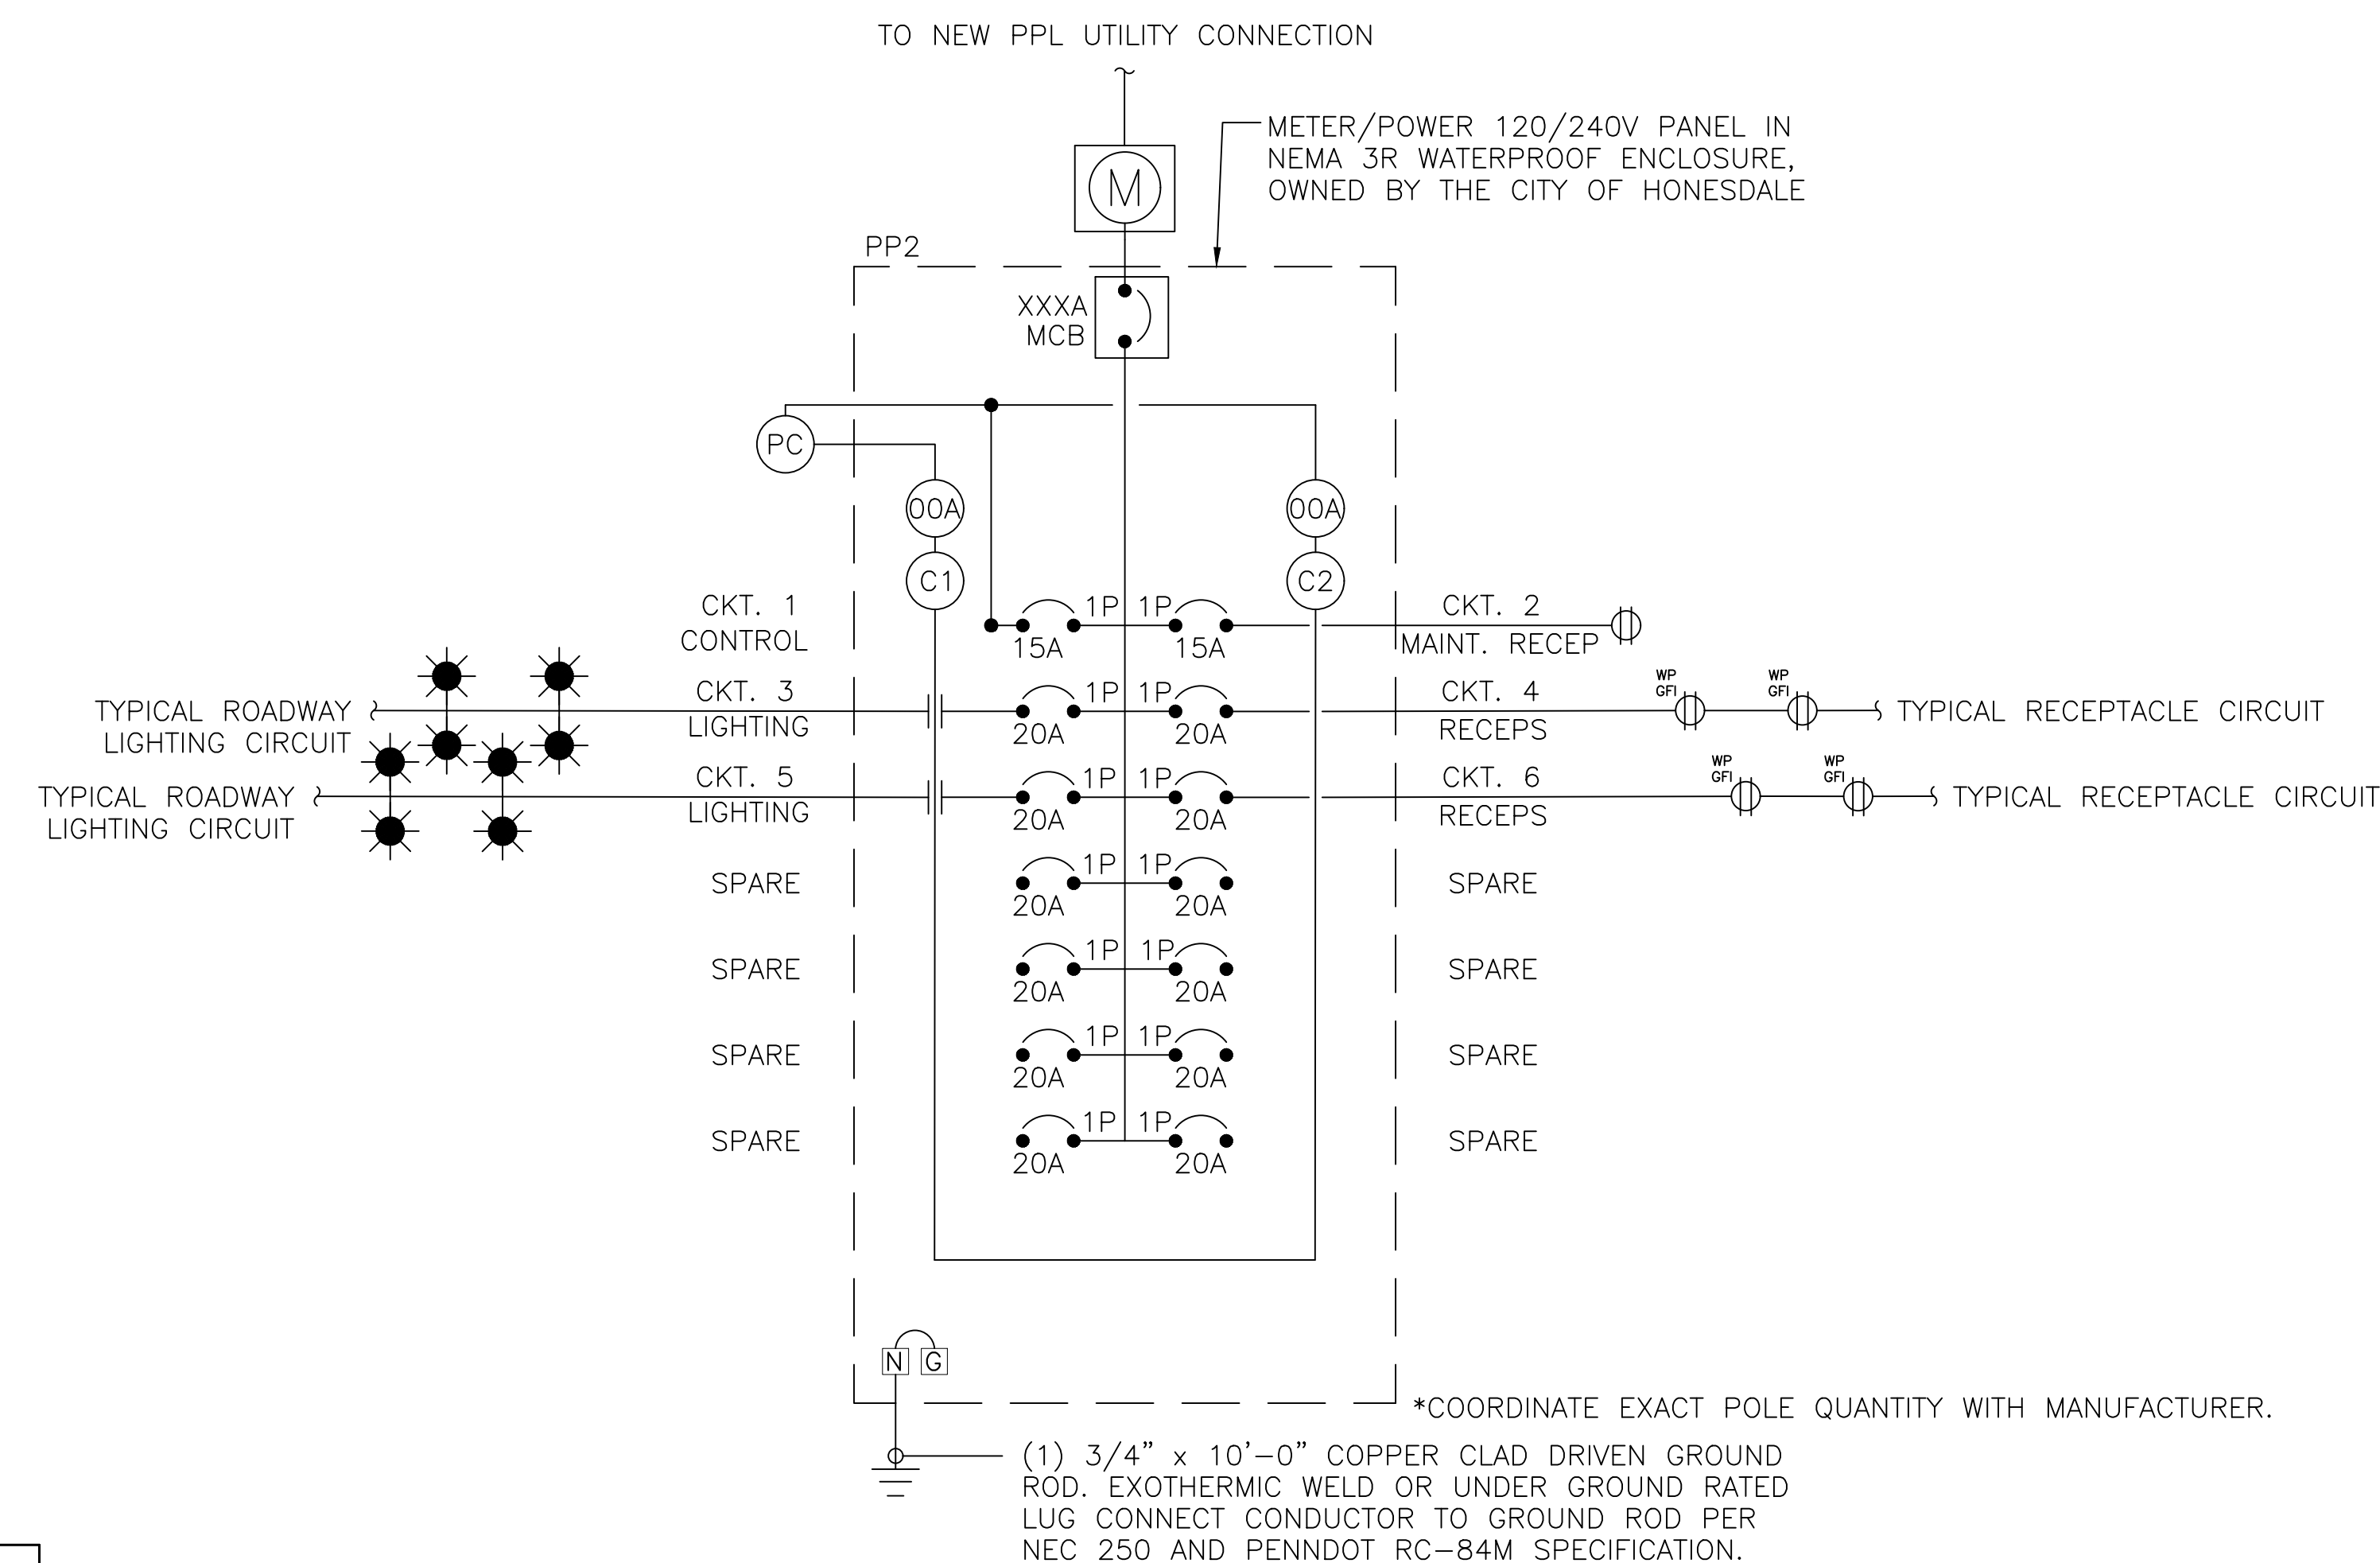 TO NEW PPL UTILITY CONNECTION
METER/POWER 120/240V PANEL IN
NEMA 3R WATERPROOF ENCLOSURE,
OWNED BY THE CITY OF HONESDALE
M
PP2
XXXA
MCB
PC
OOA
OOA
C1
C2
CKT. 1
CONTROL
1P
1P
15A
15A
CKT. 2
MAINT. RECEP
TYPICAL ROADWAY
LIGHTING CIRCUIT
CKT. 3
LIGHTING
1P
1P
20A
20A
CKT. 4
RECEPS
WP
GFI
WP
GFI
TYPICAL RECEPTACLE CIRCUIT
TYPICAL ROADWAY
LIGHTING CIRCUIT
CKT. 5
LIGHTING
1P
1P
20A
20A
CKT. 6
RECEPS
WP
GFI
WP
GFI
TYPICAL RECEPTACLE CIRCUIT
SPARE
1P
1P
20A
20A
SPARE
SPARE
1P
1P
20A
20A
SPARE
SPARE
1P
1P
20A
20A
SPARE
SPARE
1P
1P
20A
20A
SPARE
N
G
*COORDINATE EXACT POLE QUANTITY WITH MANUFACTURER.
(1) 3/4" x 10'-0" COPPER CLAD DRIVEN GROUND
ROD. EXOTHERMIC WELD OR UNDER GROUND RATED
LUG CONNECT CONDUCTOR TO GROUND ROD PER
NEC 250 AND PENNDOT RC-84M SPECIFICATION.